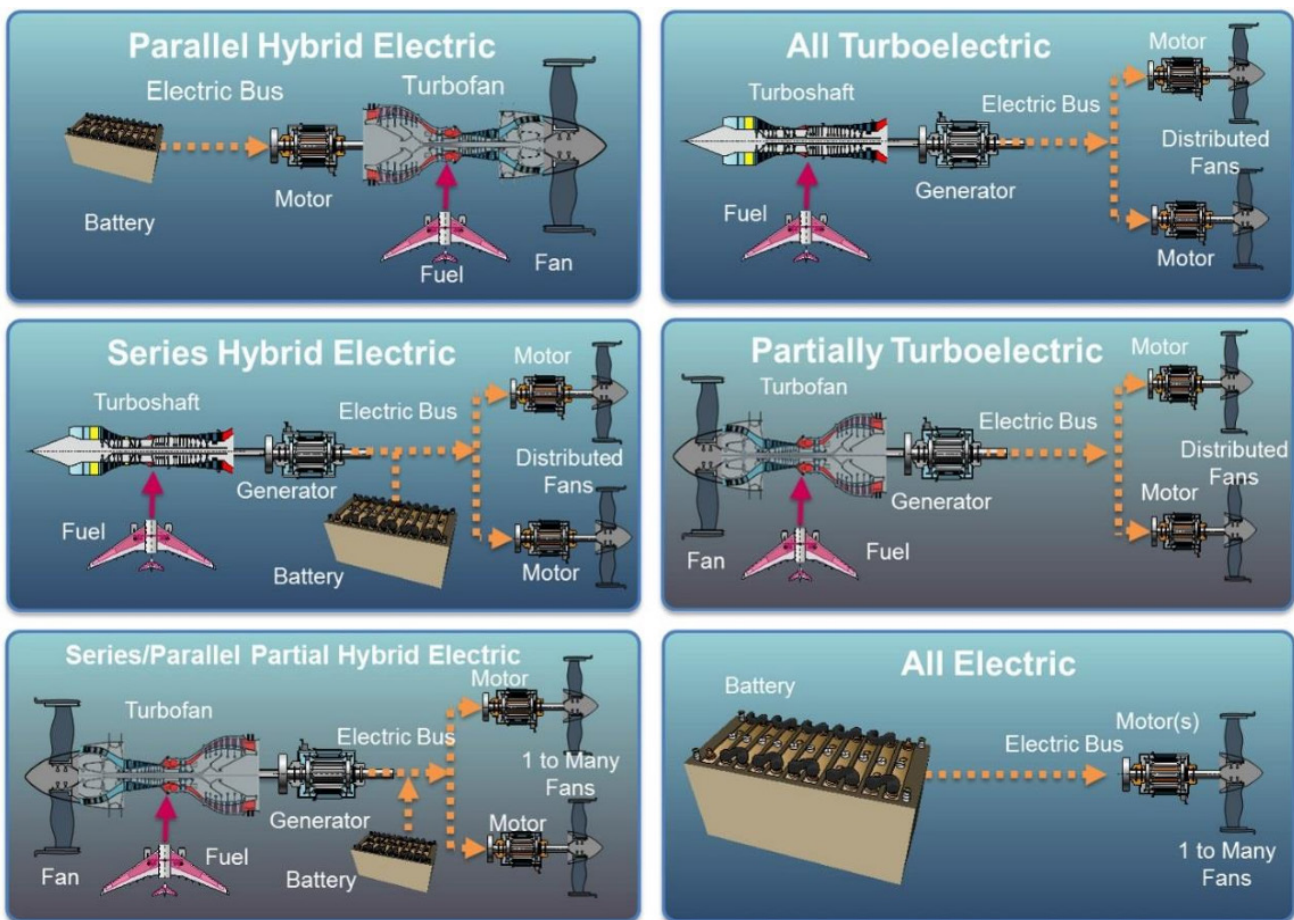 Parallel Hybrid Electric
Electric Bus
Turbofan
Battery
Motor
Fuel
Fan
All Turboelectric
Motor
Turboshaft
Electric Bus
Distributed
Fans
Generator
Fuel
Motor
Series Hybrid Electric
Motor
Turboshaft
Electric Bus
Distributed
Fans
Generator
Fuel
Battery
Motor
Partially Turboelectric
Motor
Turbofan
Electric Bus
Distributed
Fans
Generator
Motor
Fan
Fuel
Series/Parallel Partial Hybrid Electric
Motor
Turbofan
Electric Bus
1 to Many
Fans
Generator
Motor
Fuel
Fan
Battery
All Electric
Battery
Motor(s)
Electric Bus
1 to Many
Fans